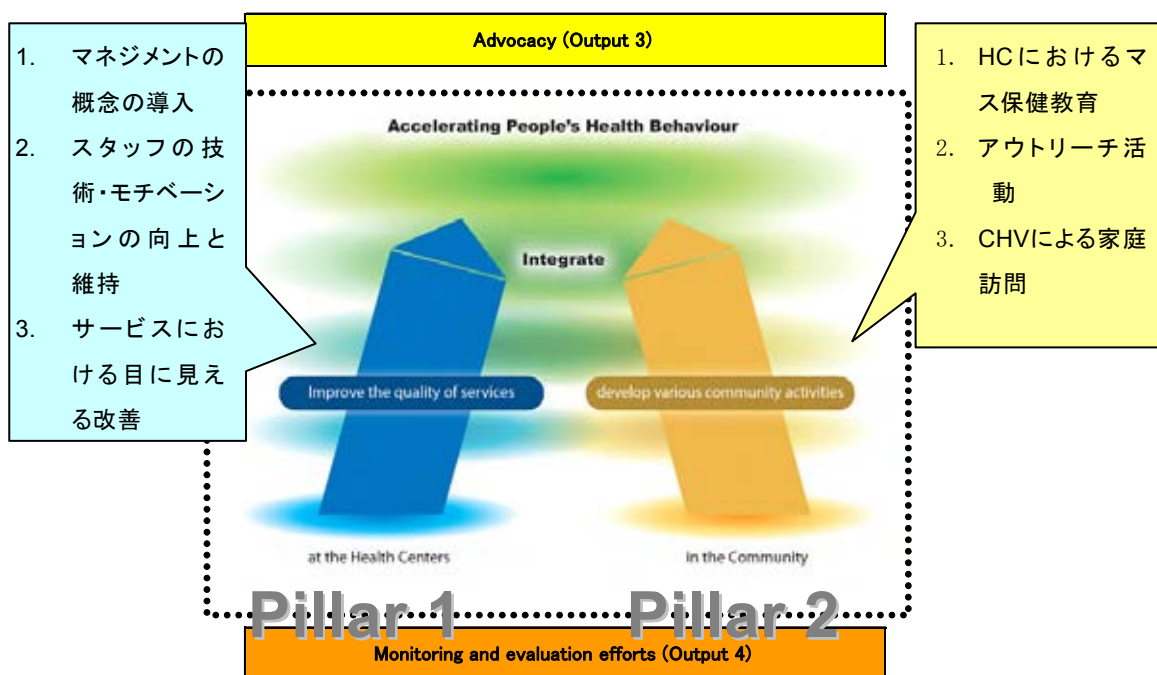 Advocacy (Output 3)
1. マネジメントの
概念の導入
2. スタッフの技
術・モチベーシ
ョンの向上と
維持
3. サービスにお
ける目に見え
る改善
Accelerating People's Health Behaviour
Integrate
Improve the quality of services
develop various community activities
at the Health Centers
in the Community
Pillar 1
Pillar 2
1. HCにおけるマ
ス保健教育
2. アウトリーチ活
動
3. CHVによる家庭
訪問
Monitoring and evaluation efforts (Output 4)